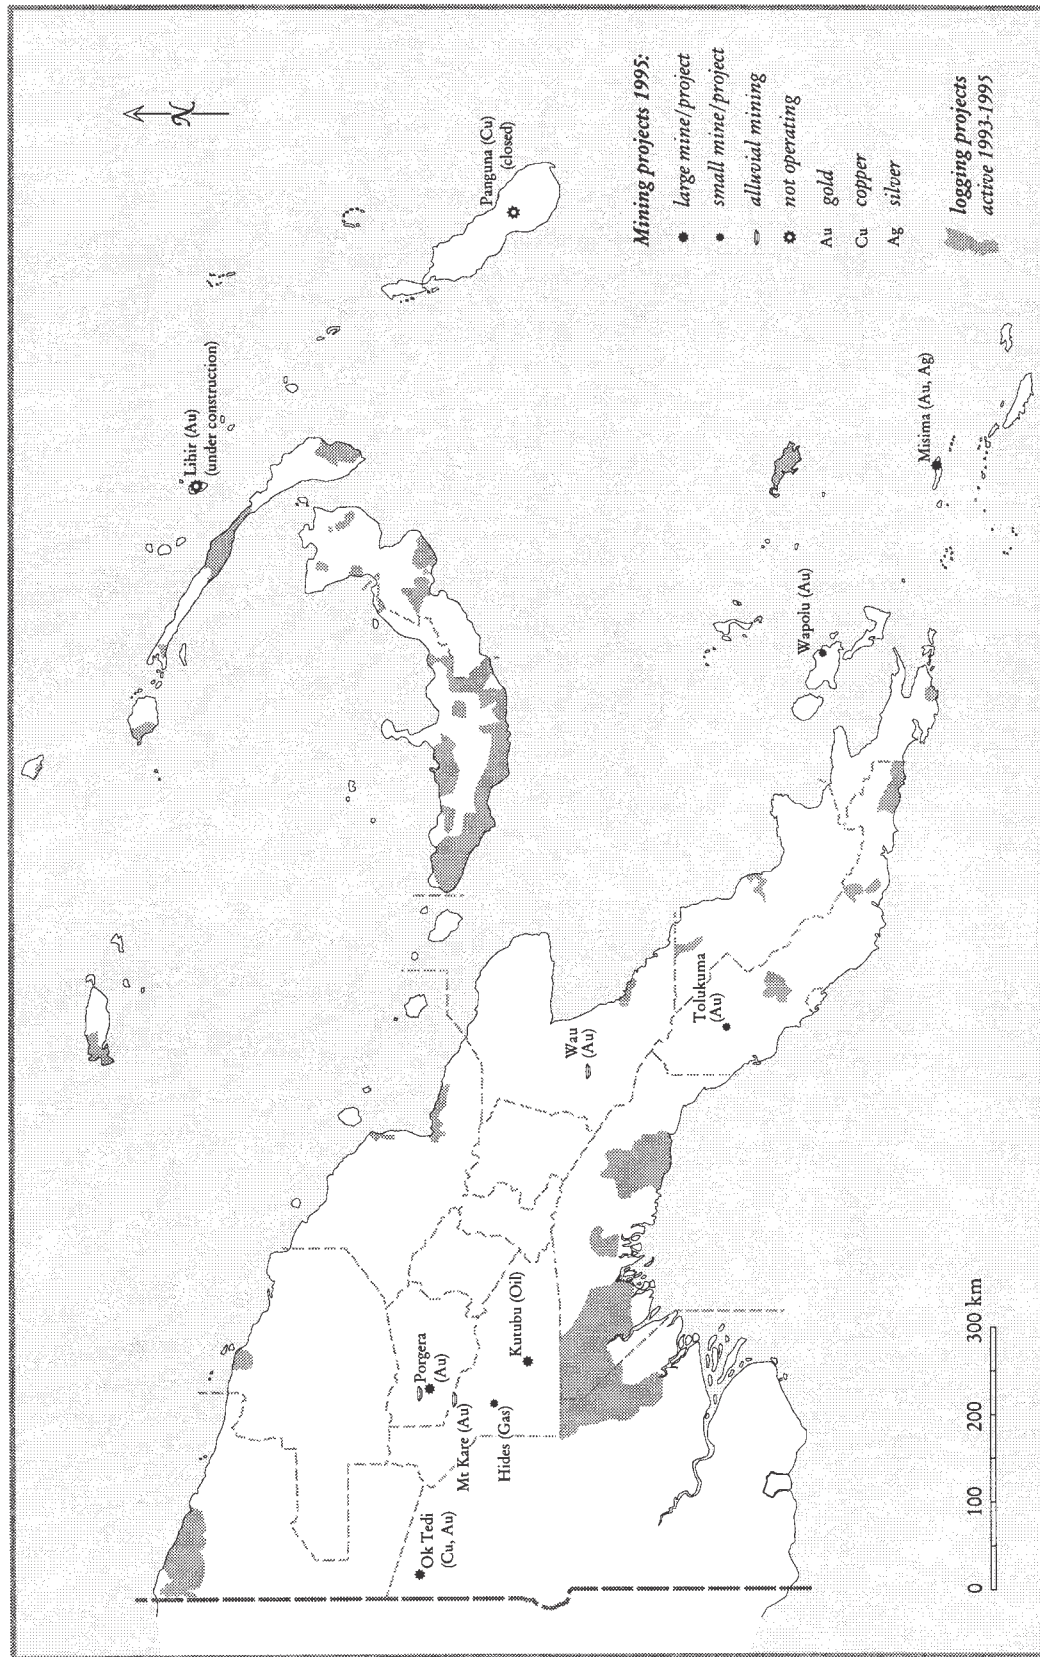 N
Lihir (Au)
(under construction)
Panguna (Cu)
(closed)
Ok Tedi
(Cu, Au)
Porgera
(Au)
Mt Kare (Au)
Hides (Gas)
Kutubu (Oil)
Wau
(Au)
Tolukuma
(Au)
Wapolu (Au)
Misima (Au, Ag)
Mining projects 1995:
large mine/project
small mine/project
alluvial mining
not operating
Au gold
Cu copper
Ag silver
logging projects
active 1993-1995
0 100 200 300 km